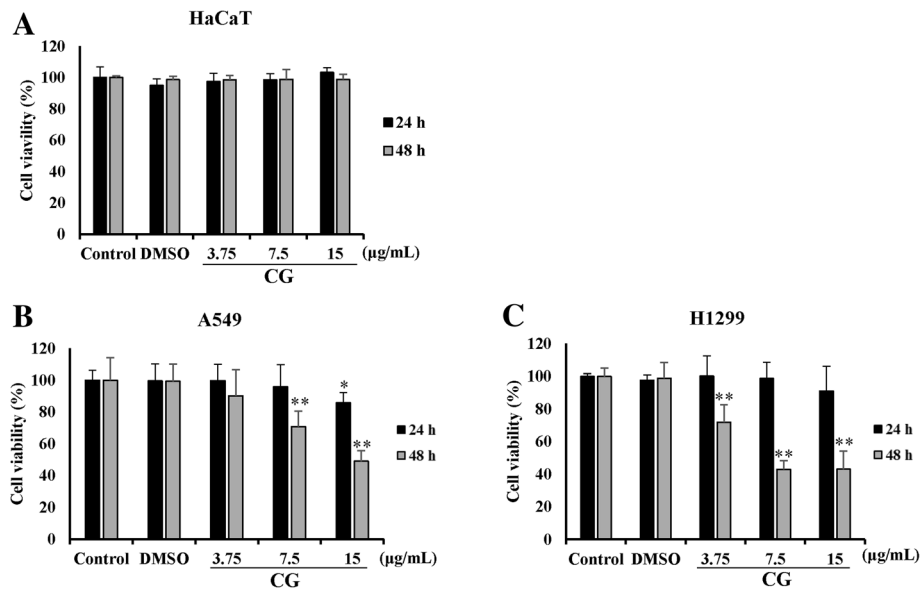 A
HaCaT
120
100
80
60
40
20
0
Cell viavility (%)
24 h
48 h
Control DMSO 3.75 7.5 15 (µg/mL)
CG
B
A549
120
100
80
60
40
20
0
Cell viability (%)
**
*
**
24 h
48 h
Control DMSO 3.75 7.5 15 (µg/mL)
CG
C
H1299
120
100
80
60
40
20
0
Cell viability (%)
**
**
**
24 h
48 h
Control DMSO 3.75 7.5 15 (µg/mL)
CG